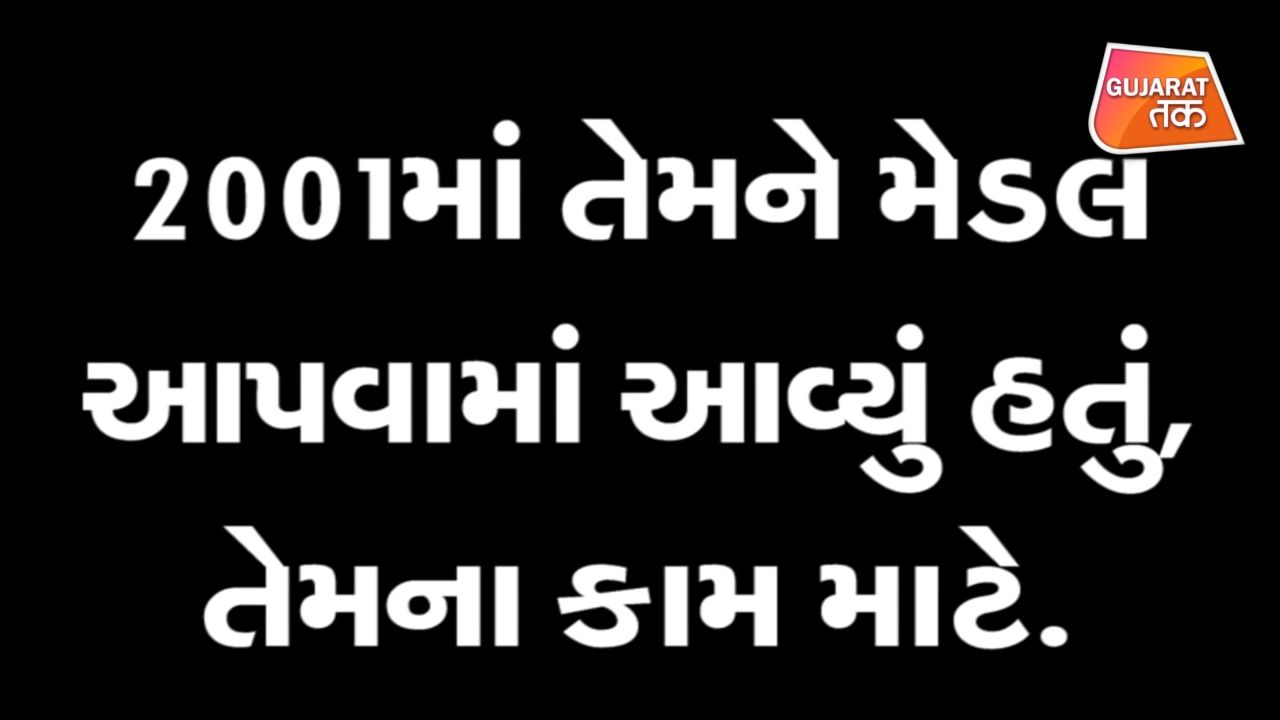 GUJARAT
तक
2001માં તેમને મેડલ
આપવામાં આવ્યું હતું,
તેમના કામ માટે.